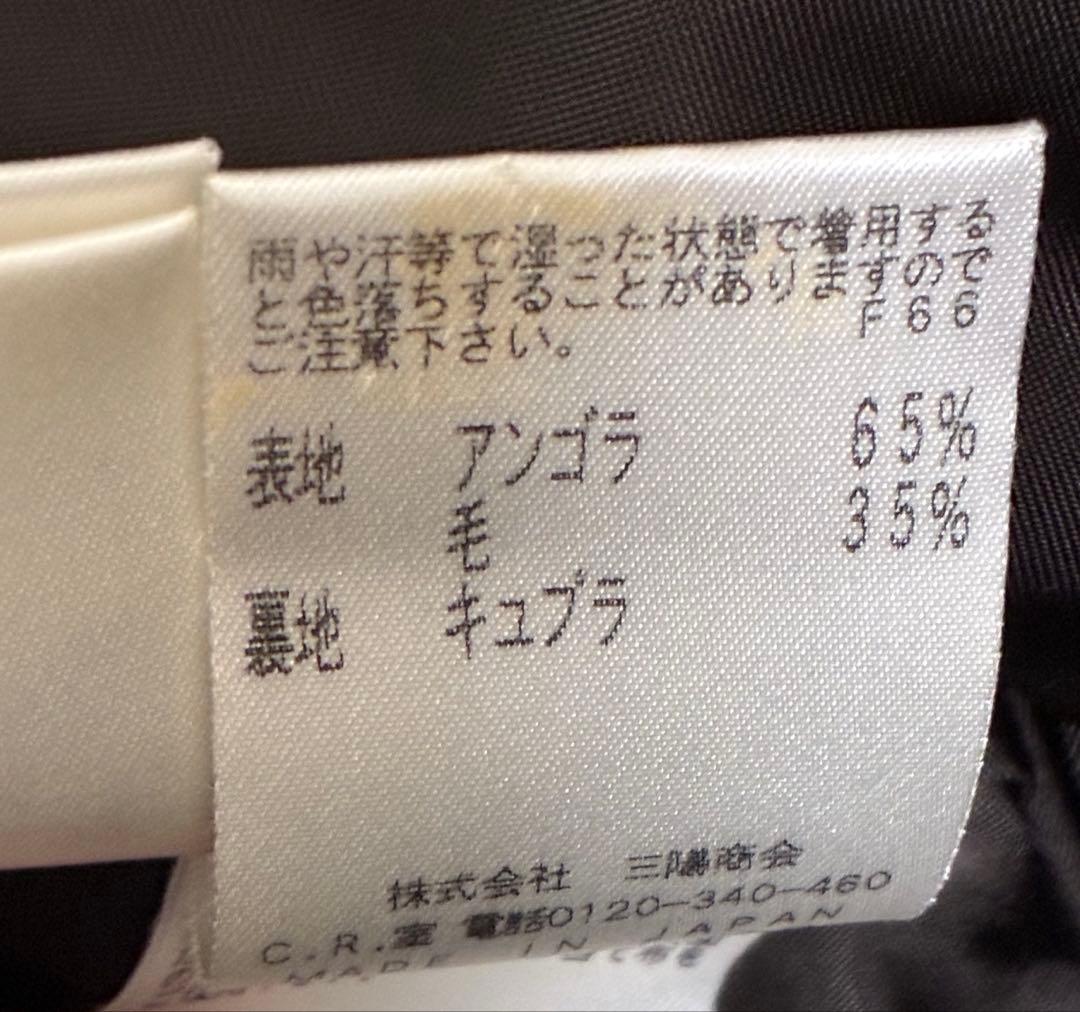 雨や汗等で湿った状態で着用する
と色落ちすることがありますので
ご注意下さい。 F66
表地 アンゴラ 65%
毛 35%
裏地 キュプラ
株式会社 三陽商会
C.R.室 電話0120-340-460
MADE IN JAPAN